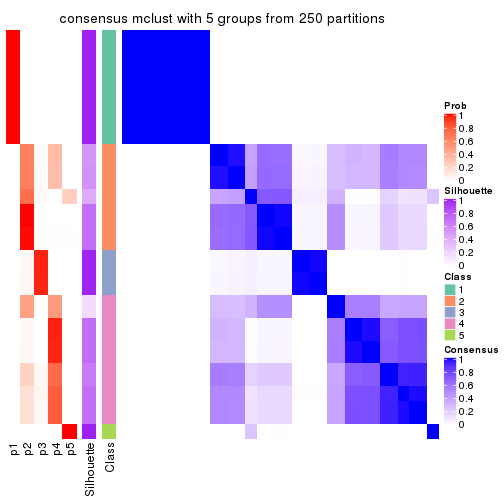 consensus mclust with 5 groups from 250 partitions
Prob
1
0.8
0.6
0.4
0.2
0
Silhouette
1
0.8
0.6
0.4
0.2
0
Class
1
2
3
4
5
Consensus
1
0.8
0.6
0.4
0.2
0
p1
p2
p3
p4
p5
Silhouette
Class